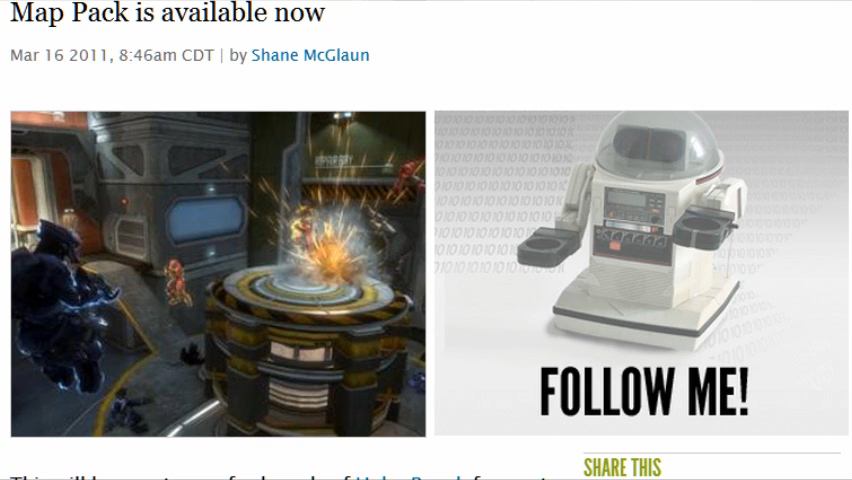 Map Pack is available now
Mar 16 2011, 8:46am CDT | by Shane McGlaun
FOLLOW ME!
SHARE THIS